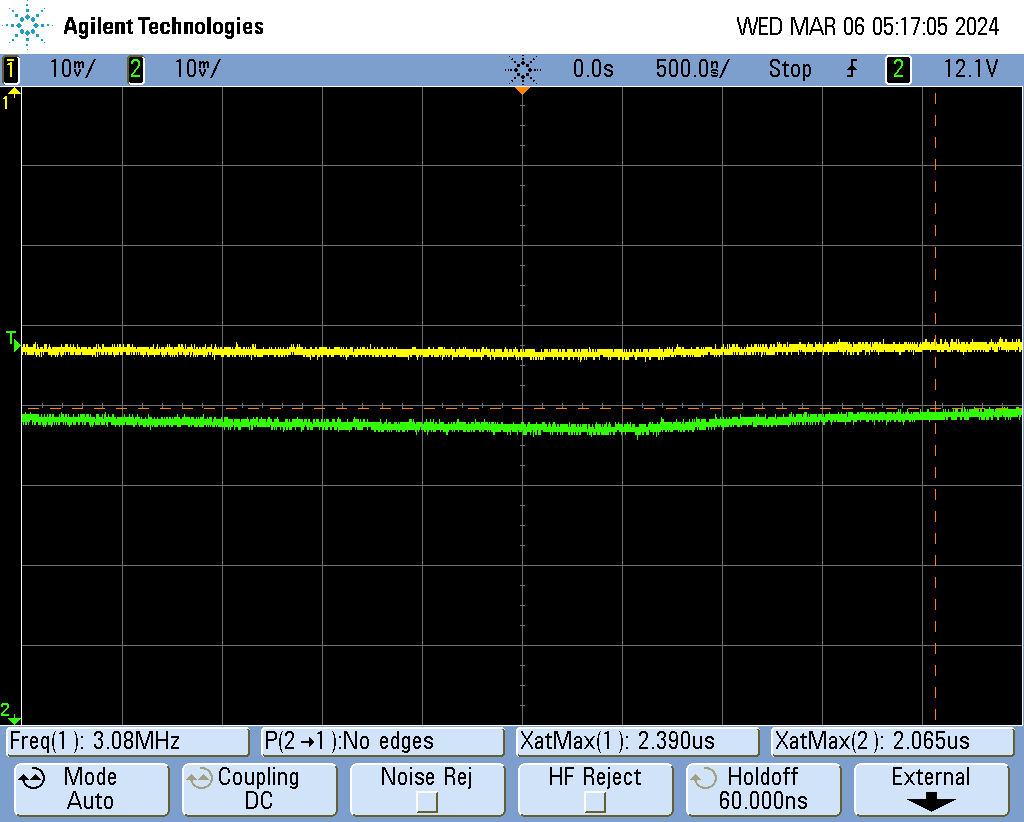 Agilent Technologies WED MAR 06 05:17:05 2024
1 10mV/ 2 10mV/ 0.0s 500.0ns/ Stop 2 12.1V
1
T
2
Freq(1): 3.08MHz P(2→1):No edges XatMax(1): 2.390us XatMax(2): 2.065us
Mode Coupling Noise Rej HF Reject Holdoff External
Auto DC 60.000ns